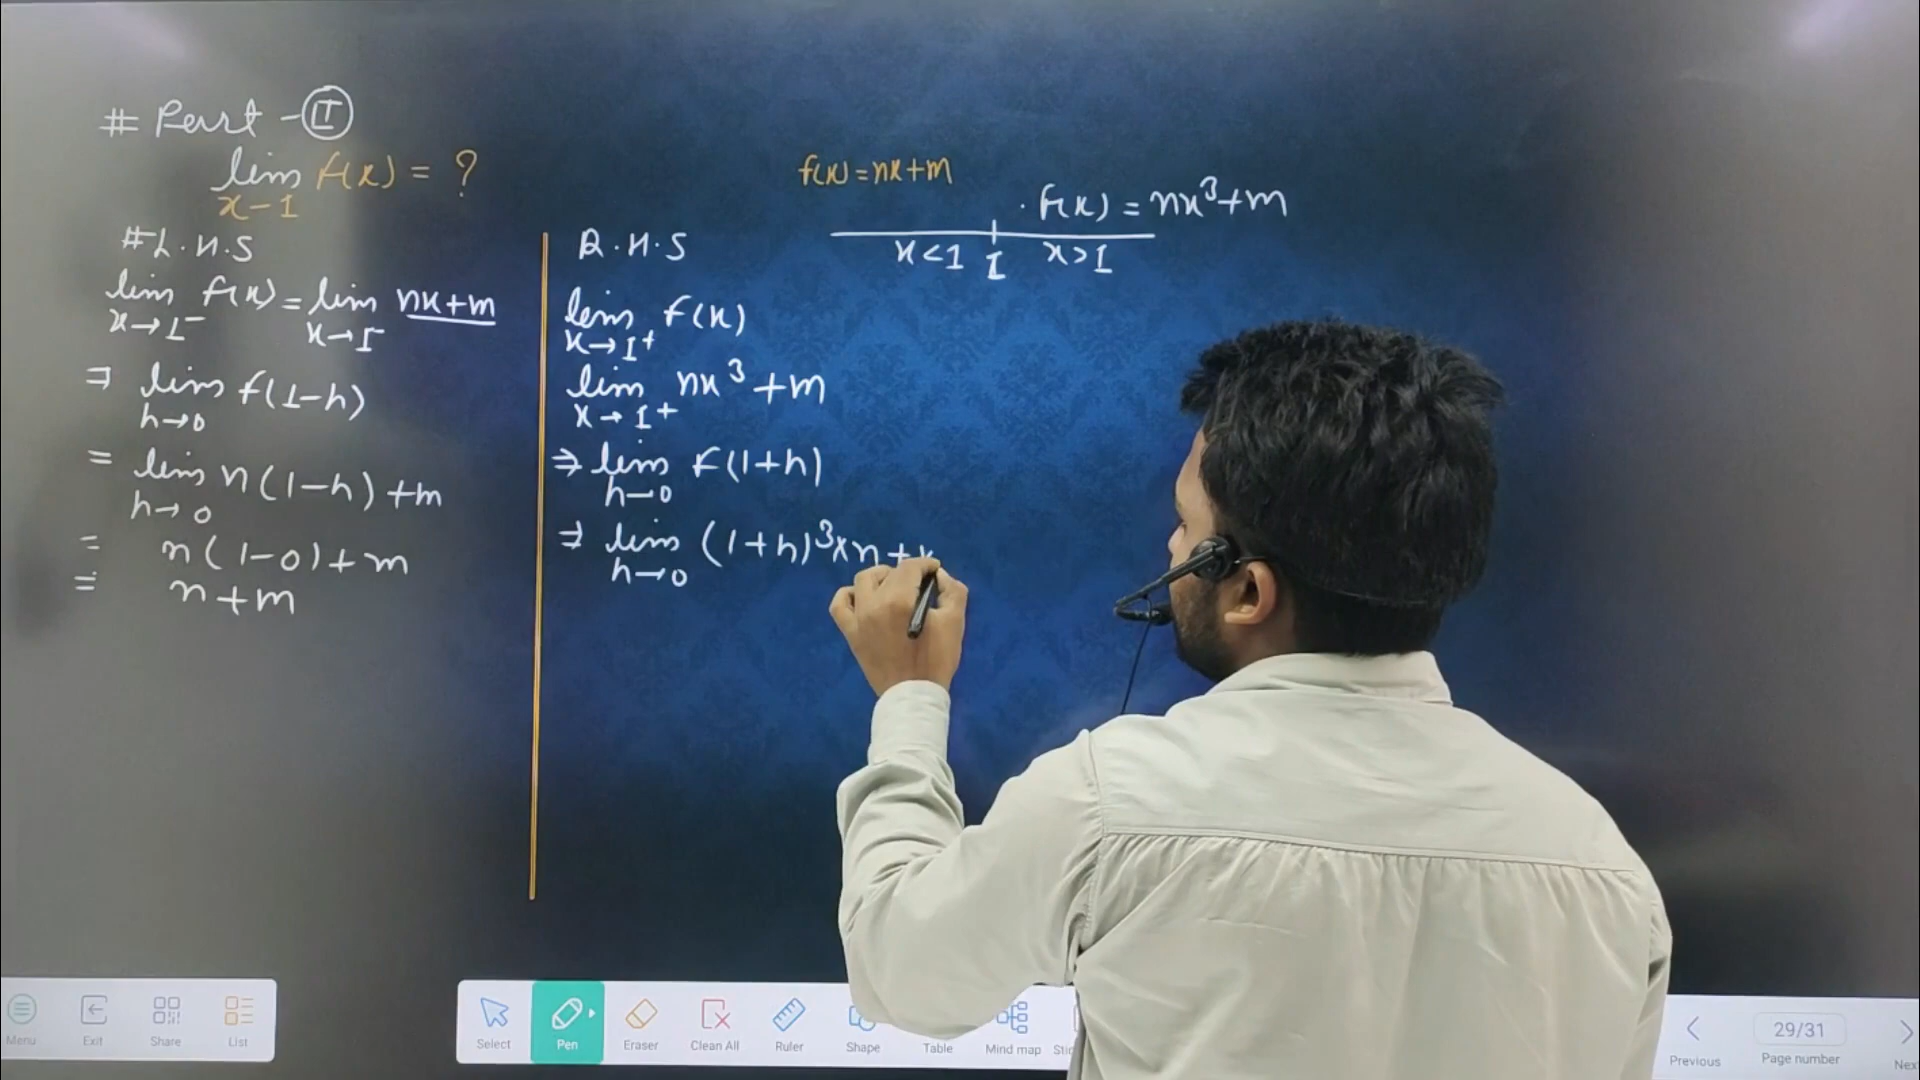 # Part - II
lim f(x) = ?
x-1
# L.H.S
lim f(x) = lim nx+m
x→1⁻ x→1⁻
⇒ lim f(1-h)
h→0
= lim n(1-h)+m
h→0
= n(1-0)+m
= n+m
R.H.S
lim f(x)
x→1⁺
lim nx³+m
x→1⁺
⇒ lim F(1+h)
h→0
⇒ lim (1+h)³×n+
h→0
f(x)=nx+m
. f(x) = nx³+m
x<1 1 x>1
Menu Exit Share List
Select Pen Eraser Clean All Ruler Shape Table Mind map
Previous 29/31 Page number